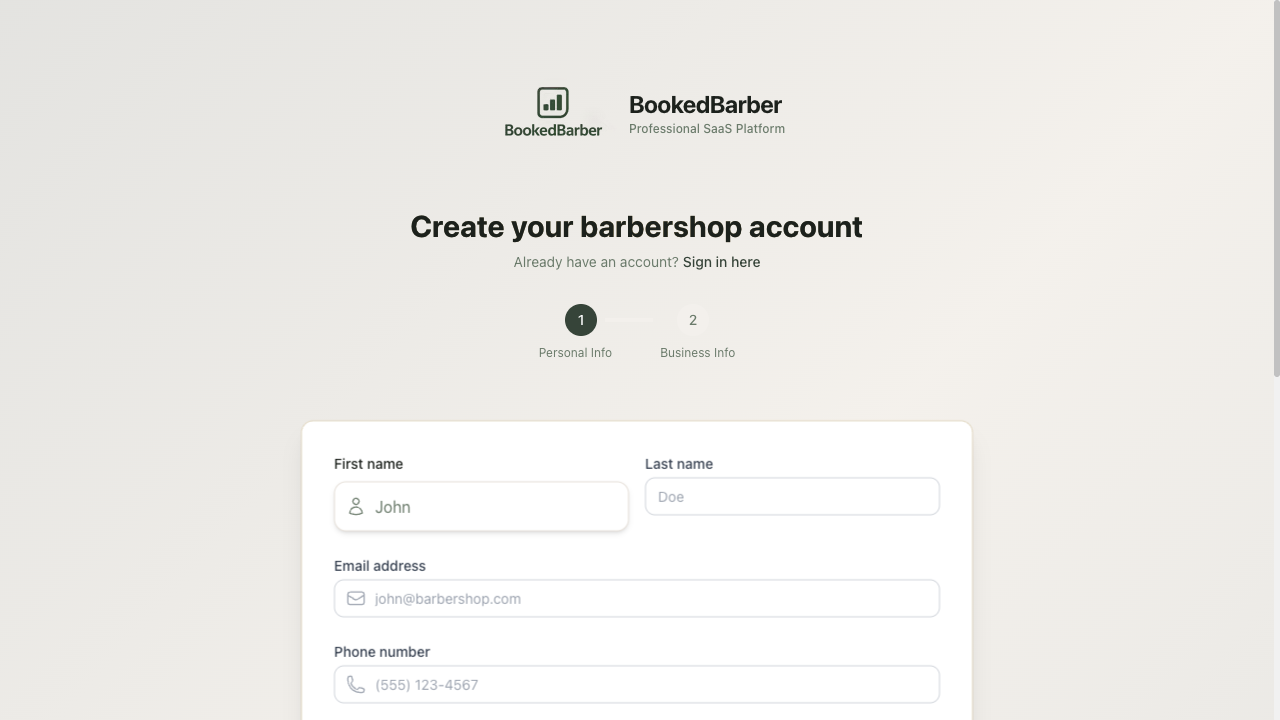 BookedBarber
BookedBarber
Professional SaaS Platform
Create your barbershop account
Already have an account? Sign in here
1
2
Personal Info
Business Info
First name
Last name
John
Doe
Email address
john@barbershop.com
Phone number
(555) 123-4567